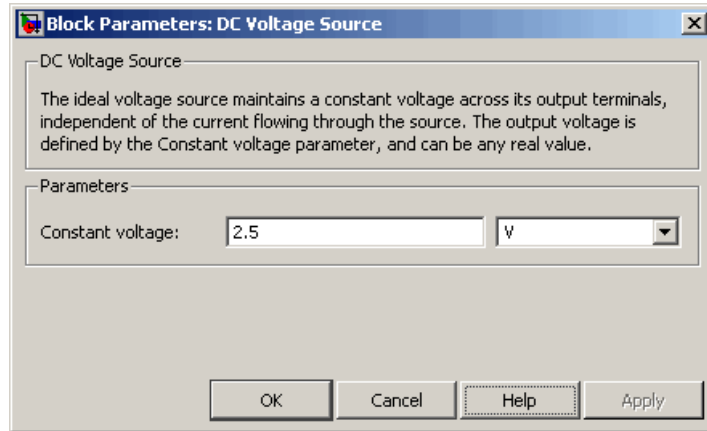 Block Parameters: DC Voltage Source
DC Voltage Source
The ideal voltage source maintains a constant voltage across its output terminals,
independent of the current flowing through the source. The output voltage is
defined by the Constant voltage parameter, and can be any real value.
Parameters
Constant voltage: 2.5 V
OK Cancel Help Apply